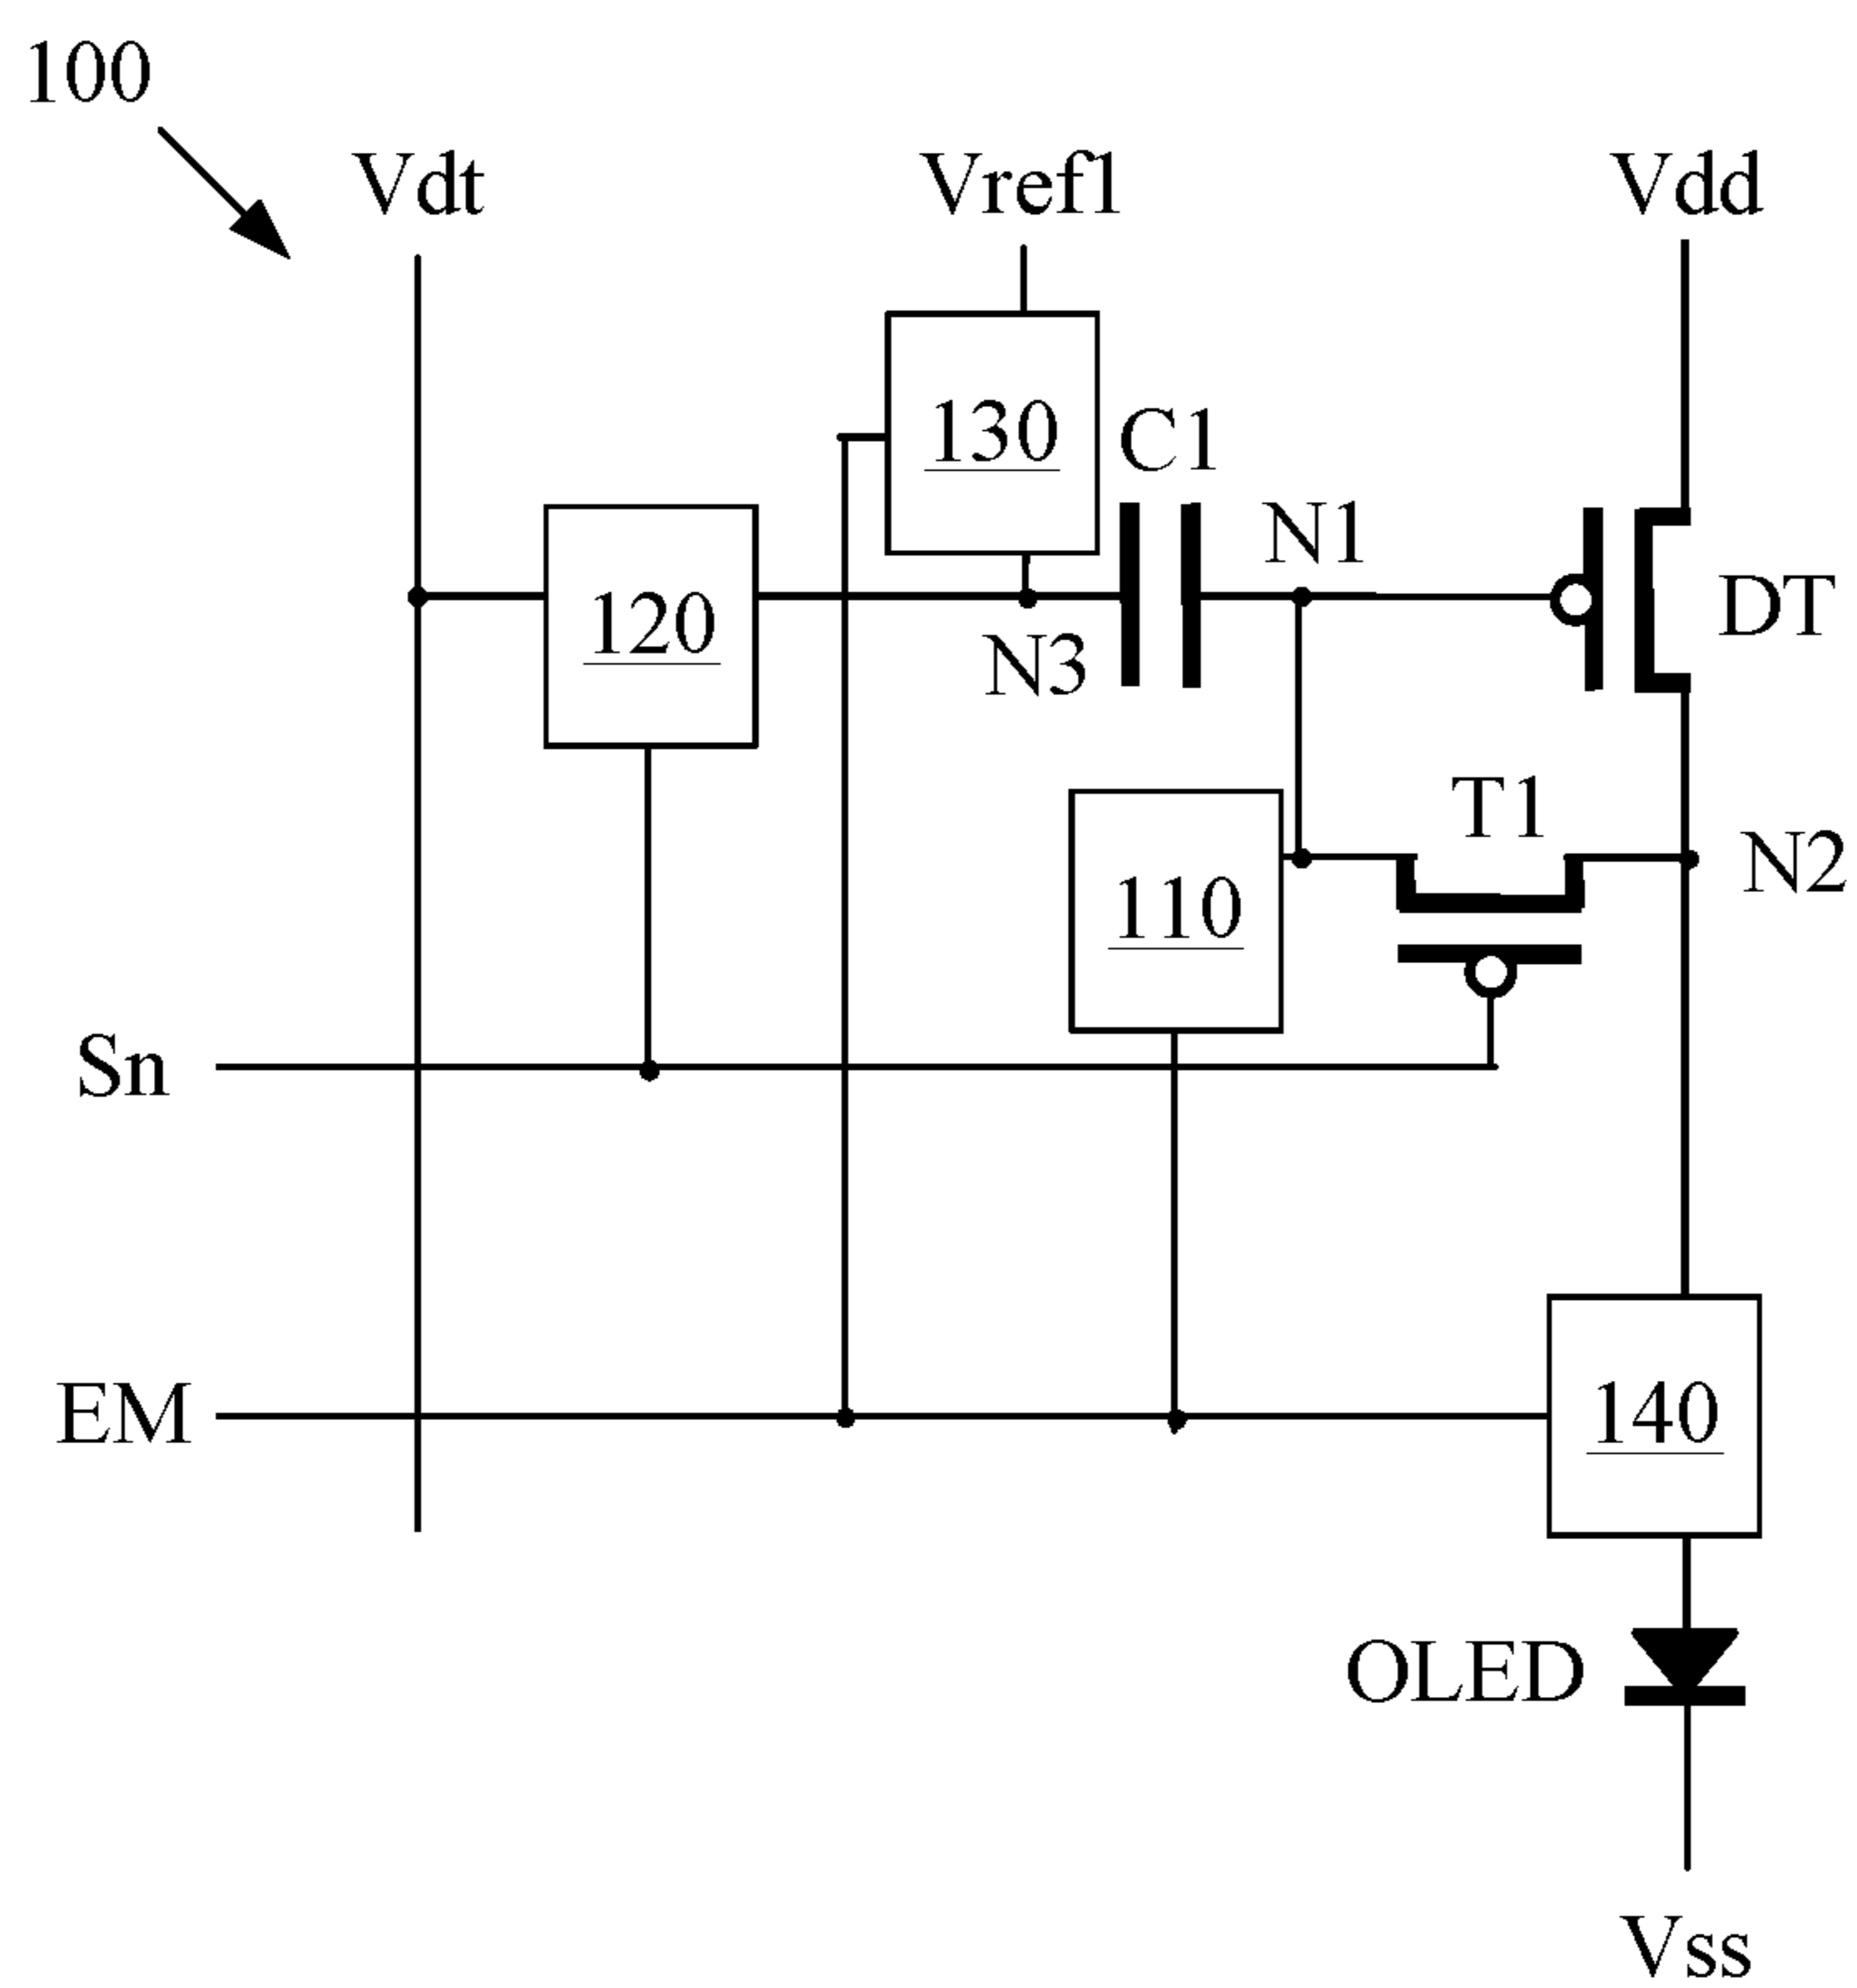 100
Vdt Vref1 Vdd
130 C1
N1
120 DT
N3
T1
N2
110
Sn
EM 140
OLED
Vss